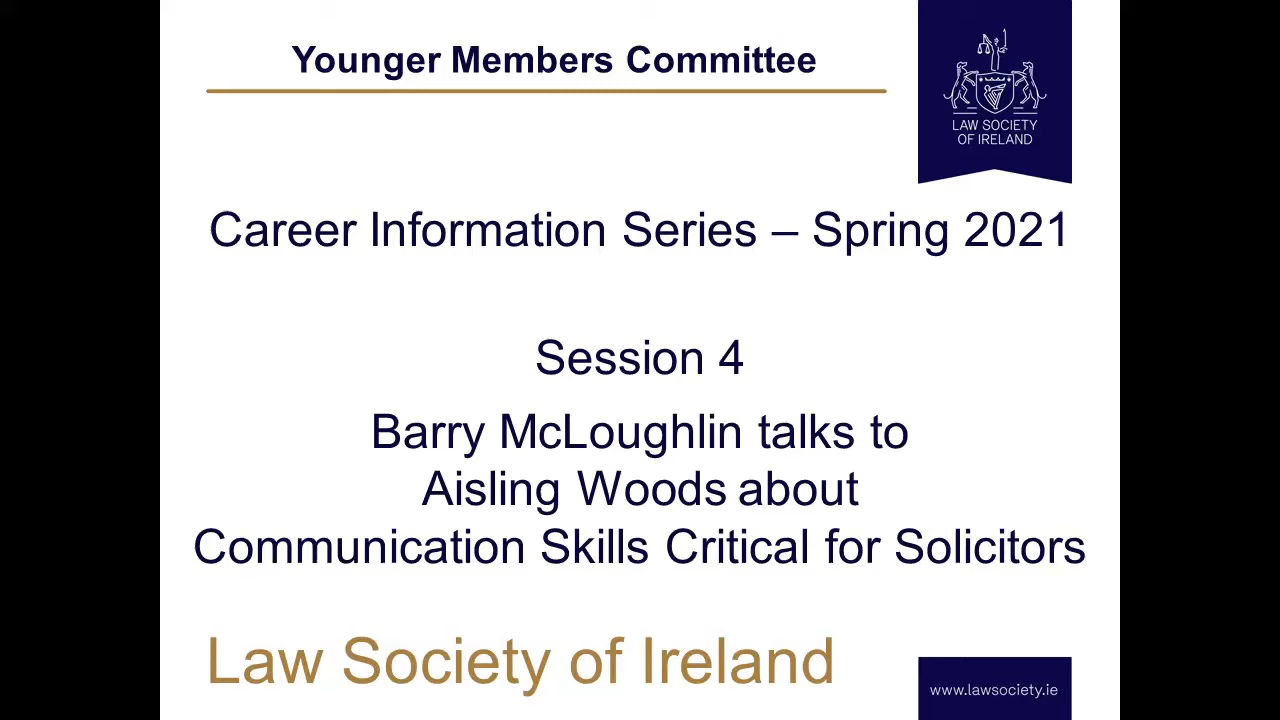 Younger Members Committee
LAW SOCIETY
OF IRELAND
Career Information Series – Spring 2021
Session 4
Barry McLoughlin talks to
Aisling Woods about
Communication Skills Critical for Solicitors
Law Society of Ireland
www.lawsociety.ie